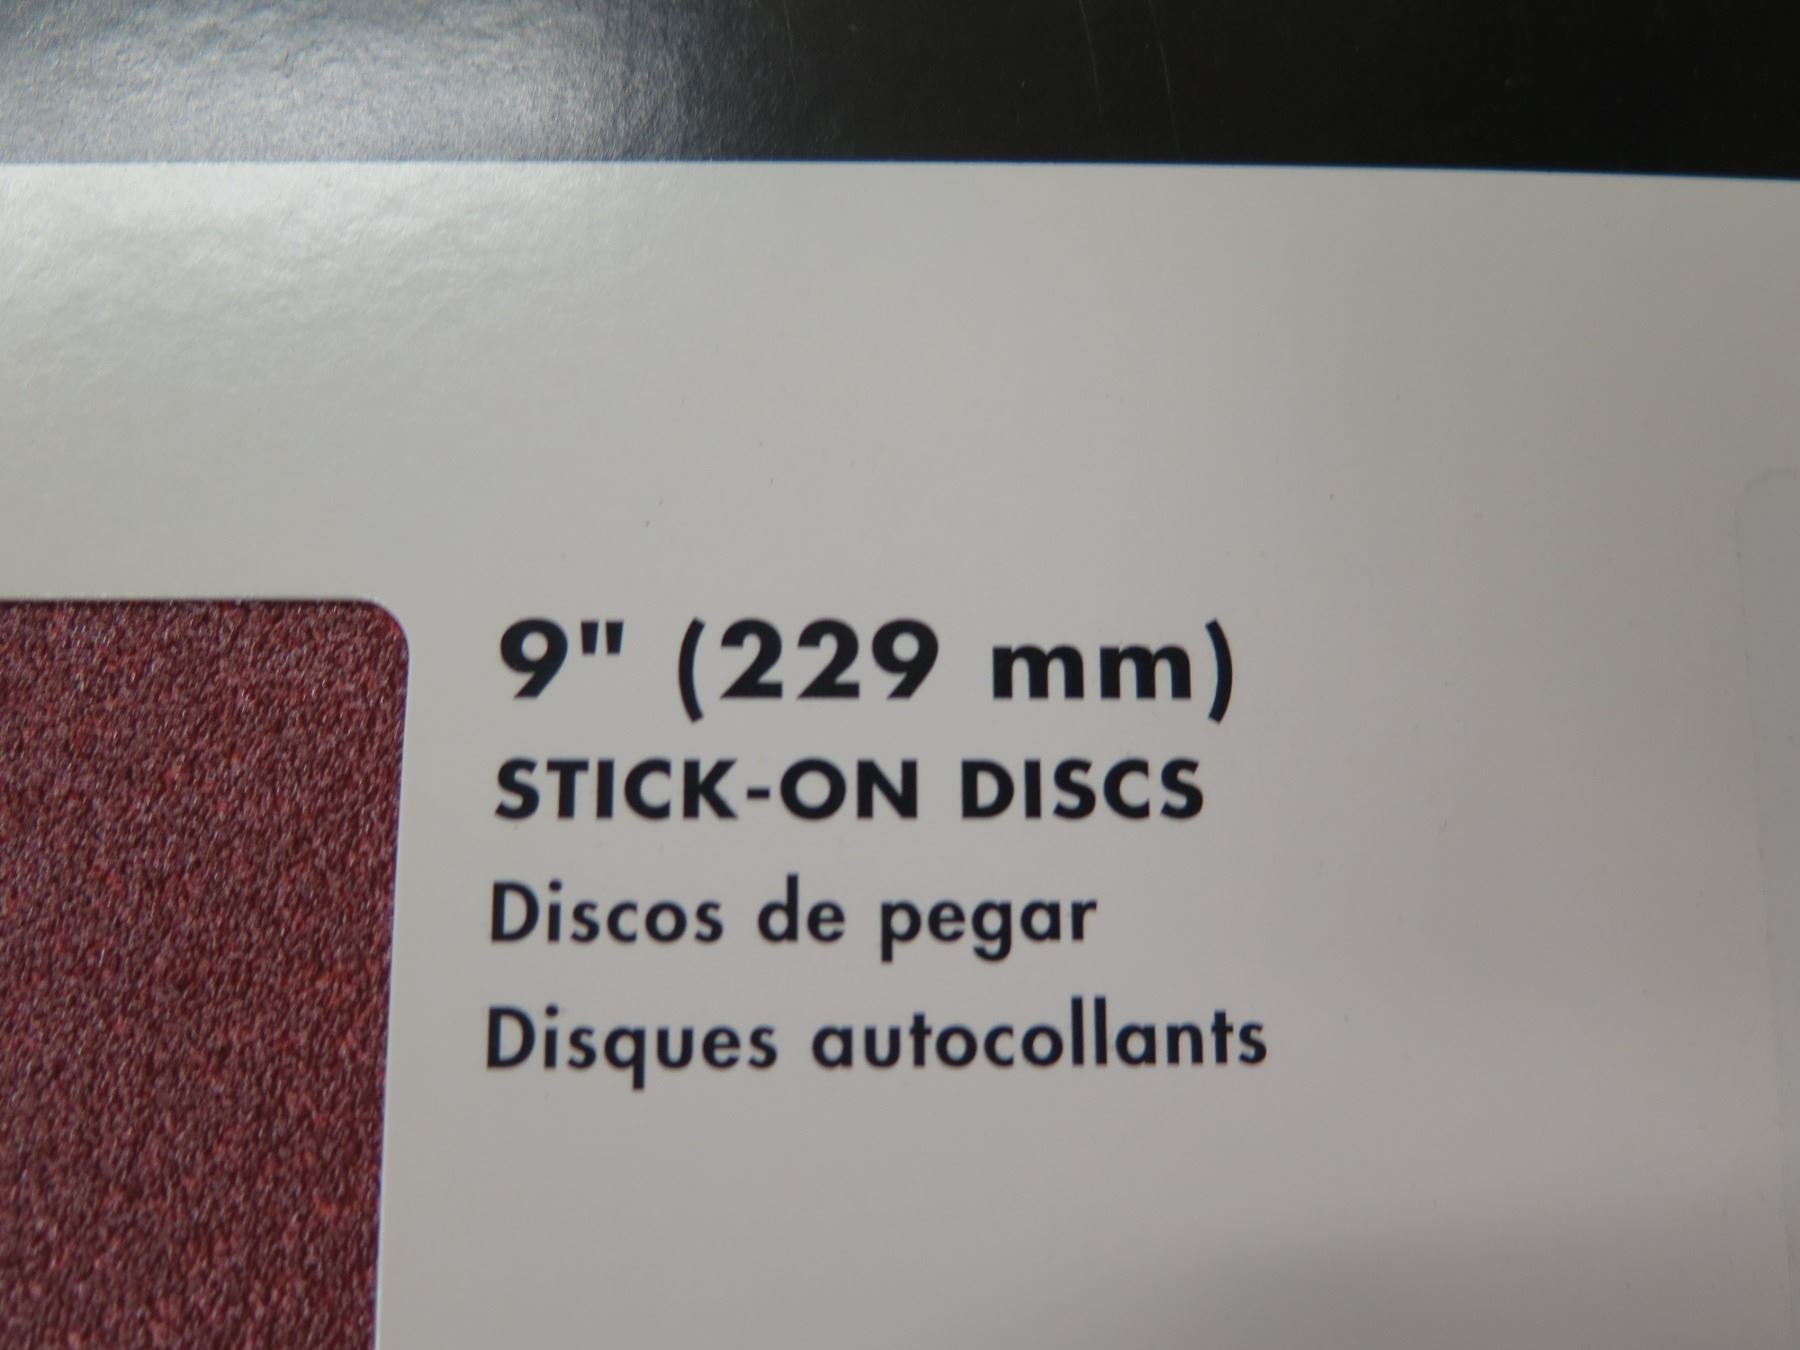 9" (229 mm)
STICK-ON DISCS
Discos de pegar
Disques autocollants